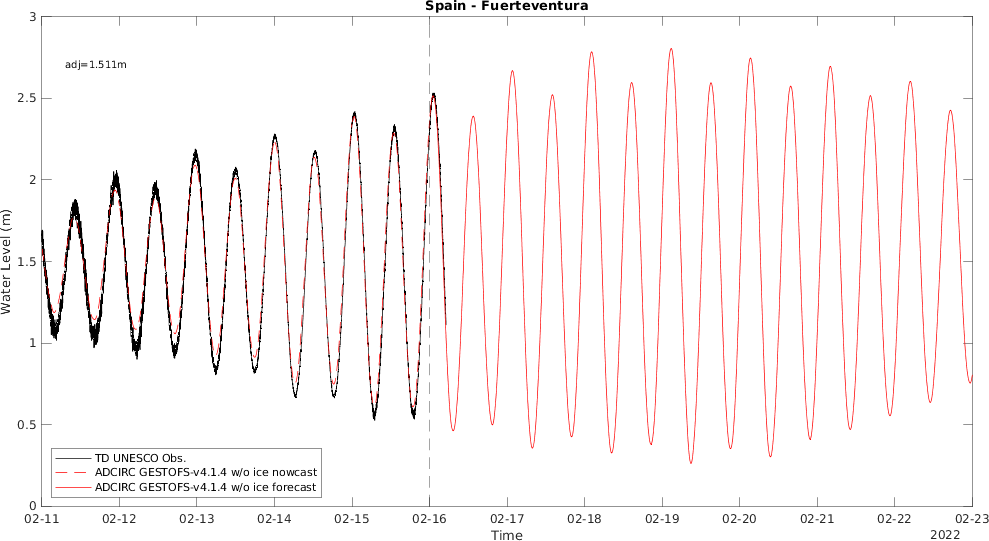 Spain - Fuerteventura
3
adj=1.511m
2.5
2
1.5
1
0.5
0
Water Level (m)
TD UNESCO Obs.
ADCIRC GESTOFS-v4.1.4 w/o ice nowcast
ADCIRC GESTOFS-v4.1.4 w/o ice forecast
02-11 02-12 02-13 02-14 02-15 02-16 02-17 02-18 02-19 02-20 02-21 02-22 02-23
Time
2022